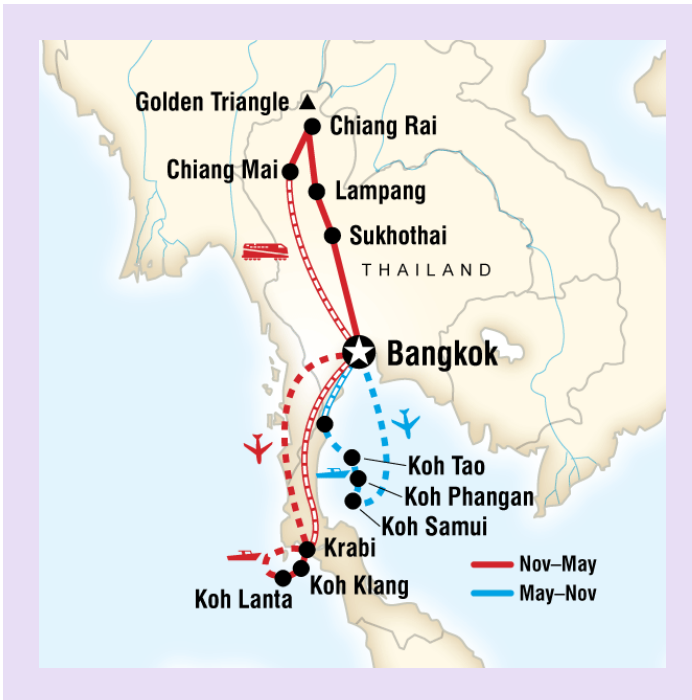 Golden Triangle
Chiang Rai
Chiang Mai
Lampang
Sukhothai
THAILAND
Bangkok
Koh Tao
Koh Phangan
Koh Samui
Krabi
Koh Klang
Koh Lanta
Nov–May
May–Nov